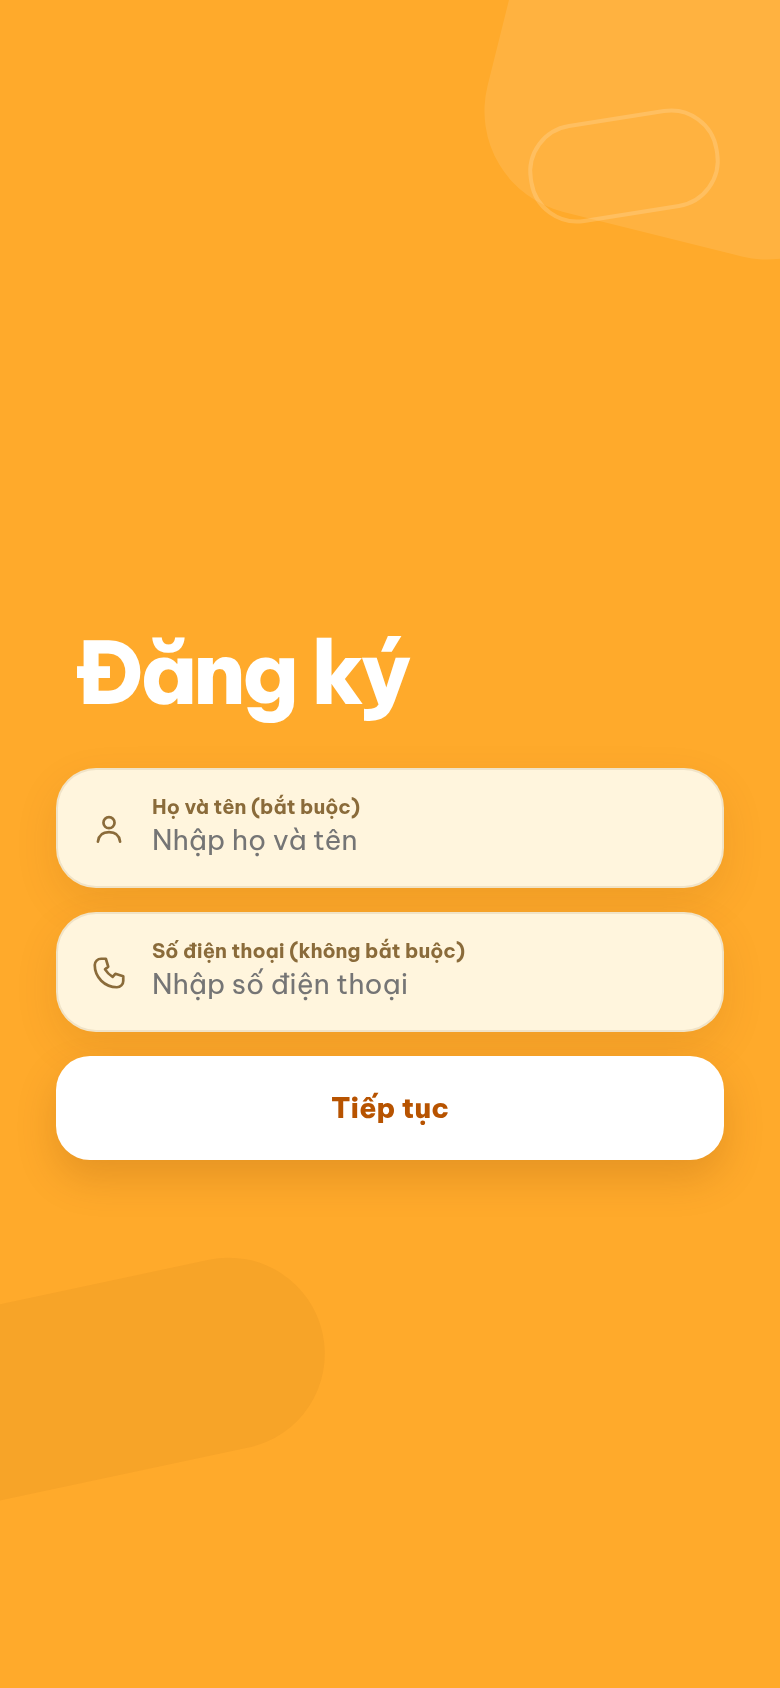 Đăng ký
Họ và tên (bắt buộc)
Nhập họ và tên
Số điện thoại (không bắt buộc)
Nhập số điện thoại
Tiếp tục